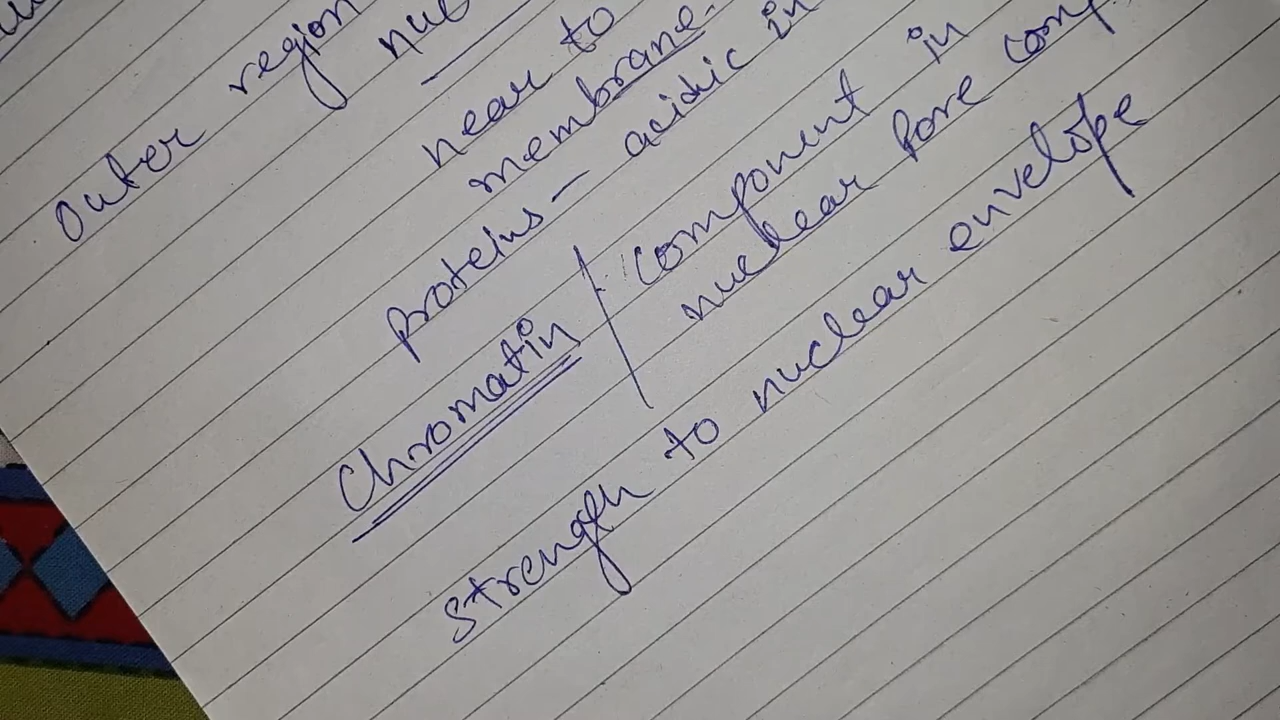 Outer region
near to
membrane.
Proteins - acidic in
Chromatin / component in
nuclear Pore comp
strength to nuclear envelope